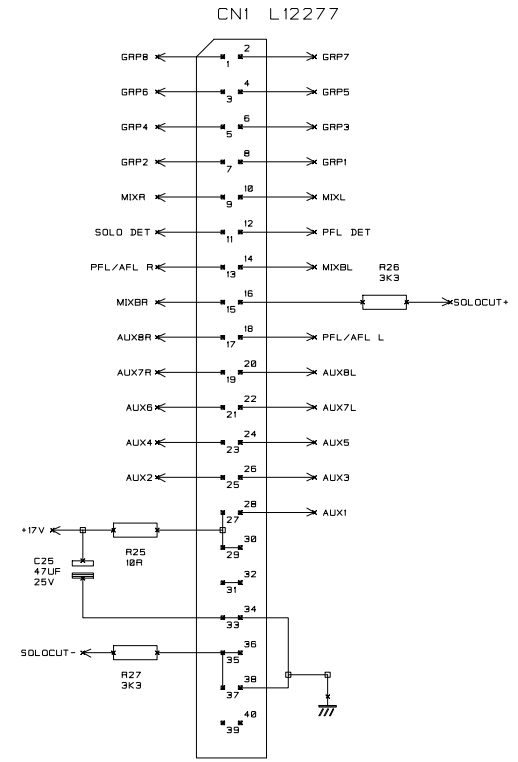 CN1 L12277
GRP8 1 2 GRP7
GRP6 3 4 GRP5
GRP4 5 6 GRP3
GRP2 7 8 GRP1
MIXR 9 10 MIXL
SOLO DET 11 12 PFL DET
PFL/AFL R 13 14 MIXBL
R26
3K3
MIXBR 15 16 SOLOCUT+
AUX8R 17 18 PFL/AFL L
AUX7R 19 20 AUX8L
AUX6 21 22 AUX7L
AUX4 23 24 AUX5
AUX2 25 26 AUX3
27 28 AUX1
+17V
R25
10R
29 30
C25
47UF
25V
31 32
33 34
SOLOCUT- 35 36
R27
3K3
37 38
39 40